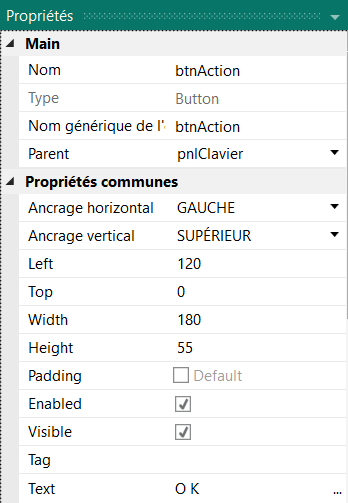 Propriétés
Main
Nom btnAction
Type Button
Nom générique de l'é btnAction
Parent pnlClavier
Propriétés communes
Ancrage horizontal GAUCHE
Ancrage vertical SUPÉRIEUR
Left 120
Top 0
Width 180
Height 55
Padding Default
Enabled
Visible
Tag
Text O K ...